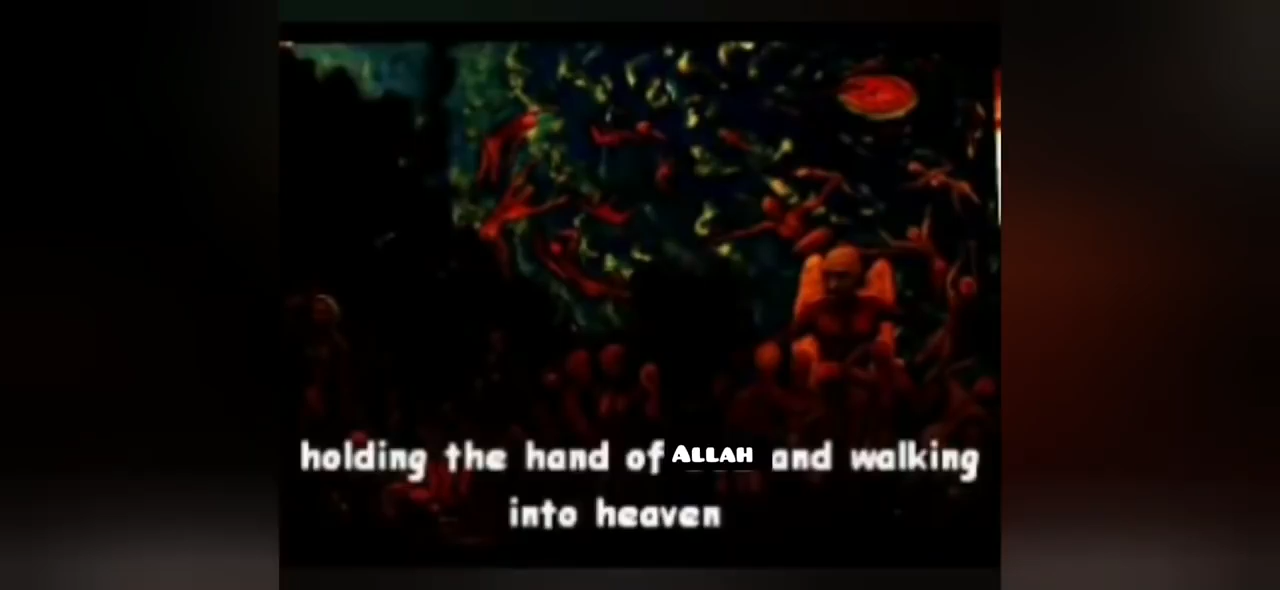 holding the hand of ALLAH and walking
into heaven